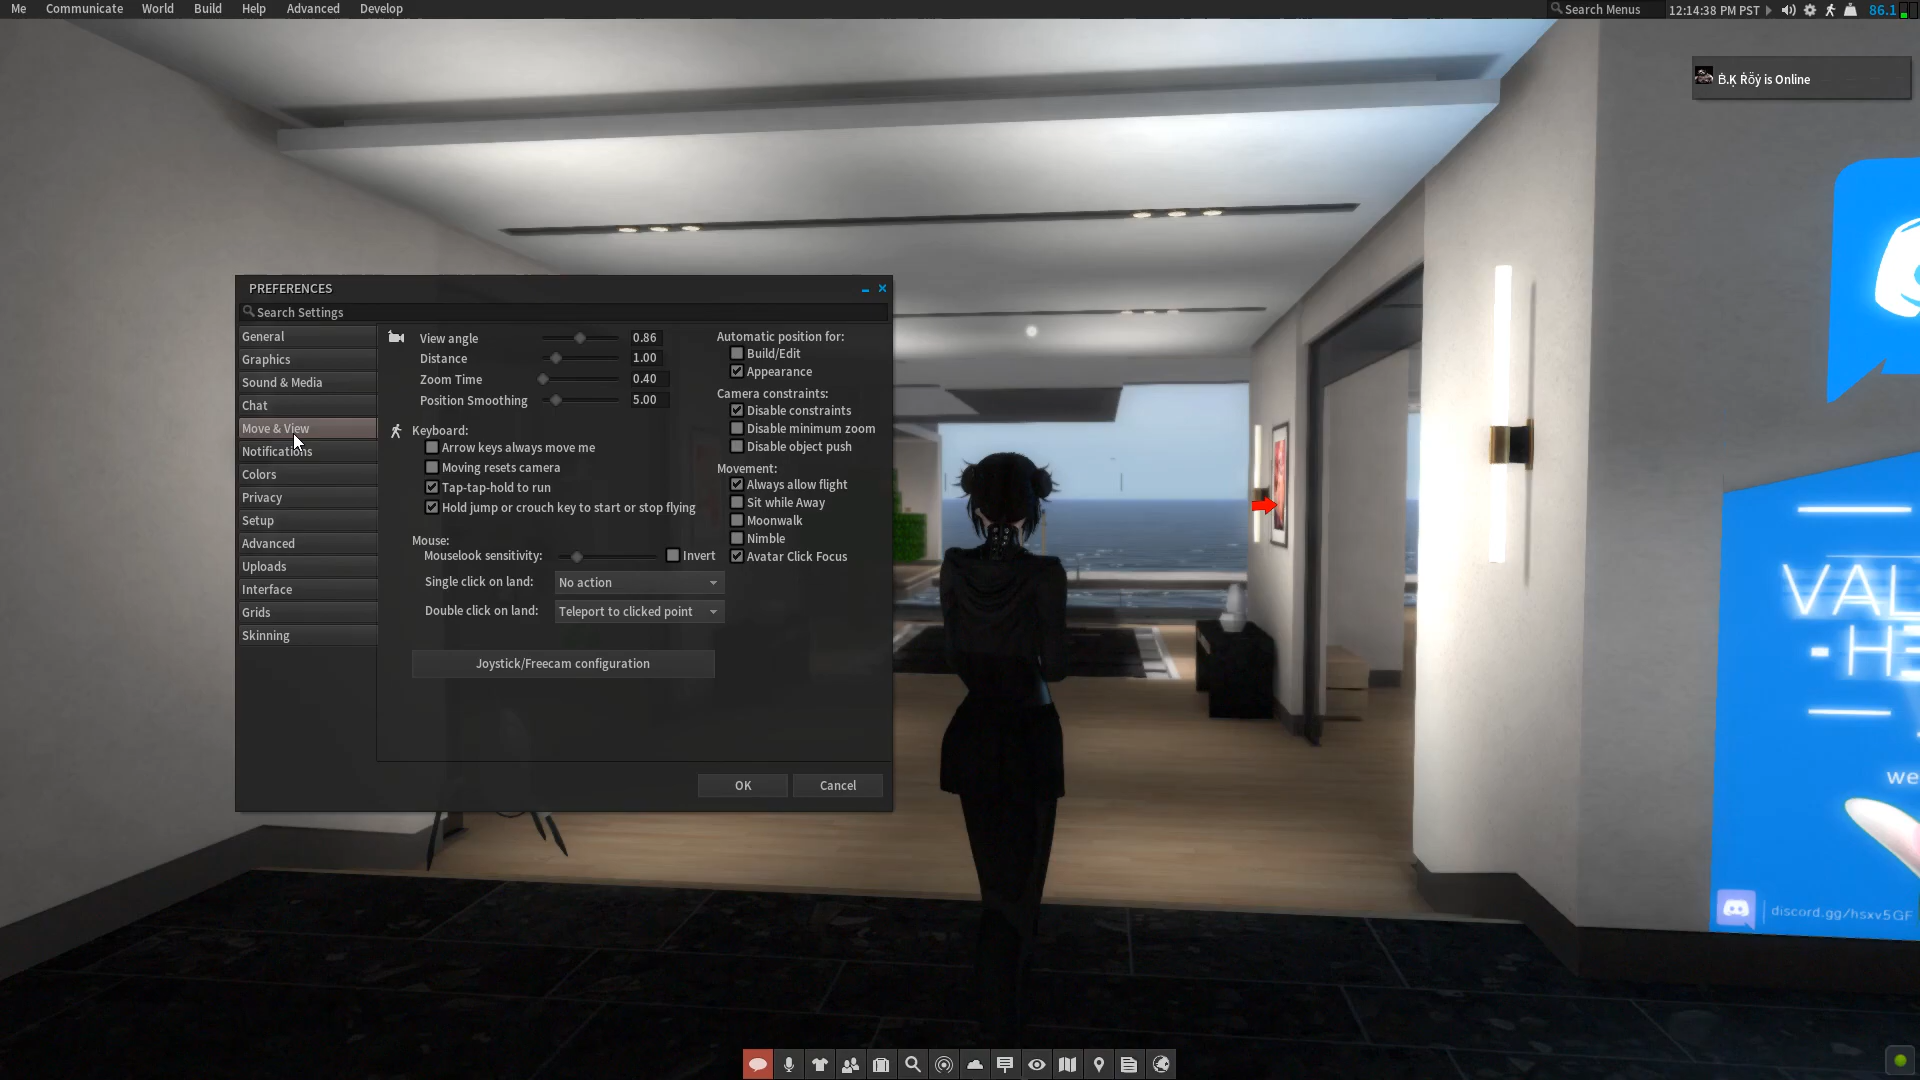 Me Communicate World Build Help Advanced Develop
Search Menus 12:14:38 PM PST 86.1
Ḃ.Ḳ Ṙӫẏ is Online
PREFERENCES
Search Settings
General
Graphics
Sound & Media
Chat
Move & View
Notifications
Colors
Privacy
Setup
Advanced
Uploads
Interface
Grids
Skinning
View angle 0.86
Distance 1.00
Zoom Time 0.40
Position Smoothing 5.00
Keyboard:
Arrow keys always move me
Moving resets camera
Tap-tap-hold to run
Hold jump or crouch key to start or stop flying
Mouse:
Mouselook sensitivity: Invert
Single click on land: No action
Double click on land: Teleport to clicked point
Joystick/Freecam configuration
Automatic position for:
Build/Edit
Appearance
Camera constraints:
Disable constraints
Disable minimum zoom
Disable object push
Movement:
Always allow flight
Sit while Away
Moonwalk
Nimble
Avatar Click Focus
OK Cancel
VAL
we
discord.gg/hsxv5GF